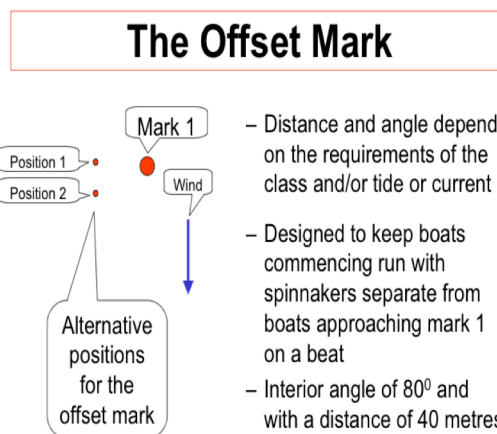 The Offset Mark
Mark 1
Position 1
Position 2
Wind
Alternative
positions
for the
offset mark
– Distance and angle depend
on the requirements of the
class and/or tide or current
– Designed to keep boats
commencing run with
spinnakers separate from
boats approaching mark 1
on a beat
– Interior angle of 80⁰ and
with a distance of 40 metres